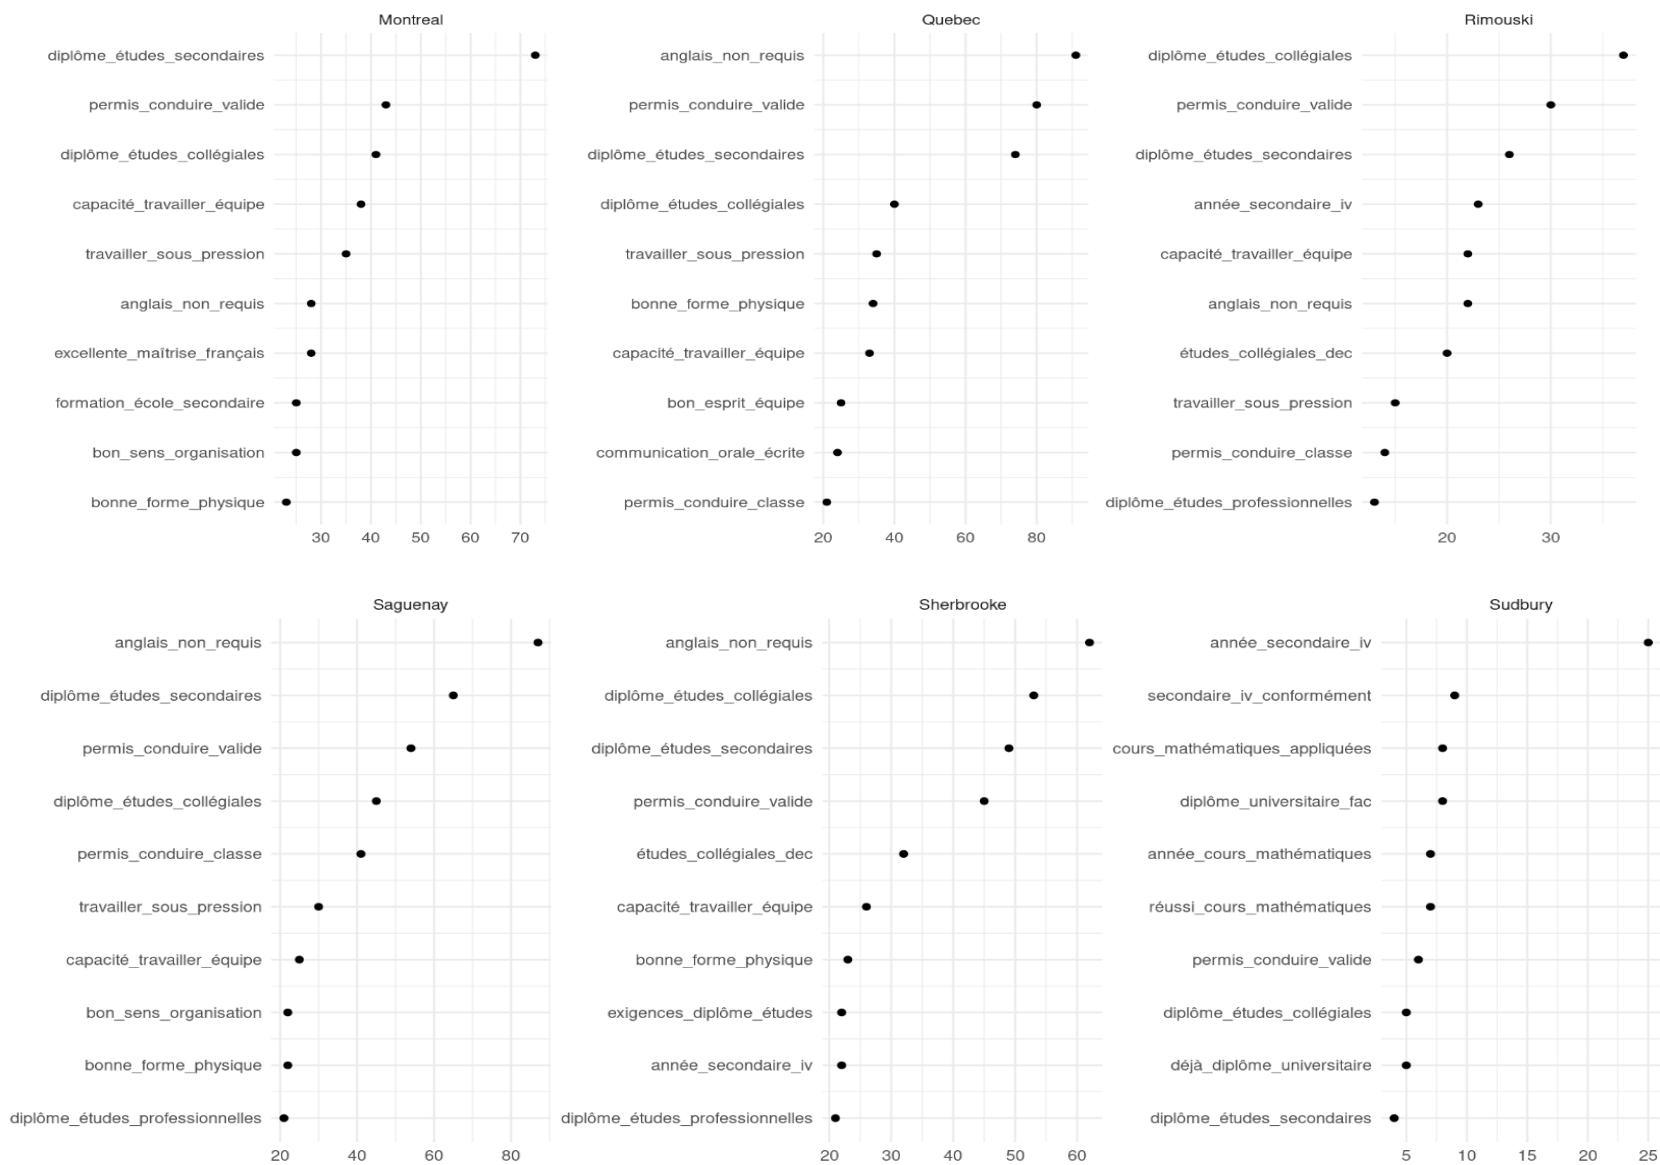 Montreal
diplôme_études_secondaires
permis_conduire_valide
diplôme_études_collégiales
capacité_travailler_équipe
travailler_sous_pression
anglais_non_requis
excellente_maîtrise_français
formation_école_secondaire
bon_sens_organisation
bonne_forme_physique
30 40 50 60 70
Quebec
anglais_non_requis
permis_conduire_valide
diplôme_études_secondaires
diplôme_études_collégiales
travailler_sous_pression
bonne_forme_physique
capacité_travailler_équipe
bon_esprit_équipe
communication_orale_écrite
permis_conduire_classe
20 40 60 80
Rimouski
diplôme_études_collégiales
permis_conduire_valide
diplôme_études_secondaires
année_secondaire_iv
capacité_travailler_équipe
anglais_non_requis
études_collégiales_dec
travailler_sous_pression
permis_conduire_classe
diplôme_études_professionnelles
20 30
Saguenay
anglais_non_requis
diplôme_études_secondaires
permis_conduire_valide
diplôme_études_collégiales
permis_conduire_classe
travailler_sous_pression
capacité_travailler_équipe
bon_sens_organisation
bonne_forme_physique
diplôme_études_professionnelles
20 40 60 80
Sherbrooke
anglais_non_requis
diplôme_études_collégiales
diplôme_études_secondaires
permis_conduire_valide
études_collégiales_dec
capacité_travailler_équipe
bonne_forme_physique
exigences_diplôme_études
année_secondaire_iv
diplôme_études_professionnelles
20 30 40 50 60
Sudbury
année_secondaire_iv
secondaire_iv_conformément
cours_mathématiques_appliquées
diplôme_universitaire_fac
année_cours_mathématiques
réussi_cours_mathématiques
permis_conduire_valide
diplôme_études_collégiales
déjà_diplôme_universitaire
diplôme_études_secondaires
5 10 15 20 25